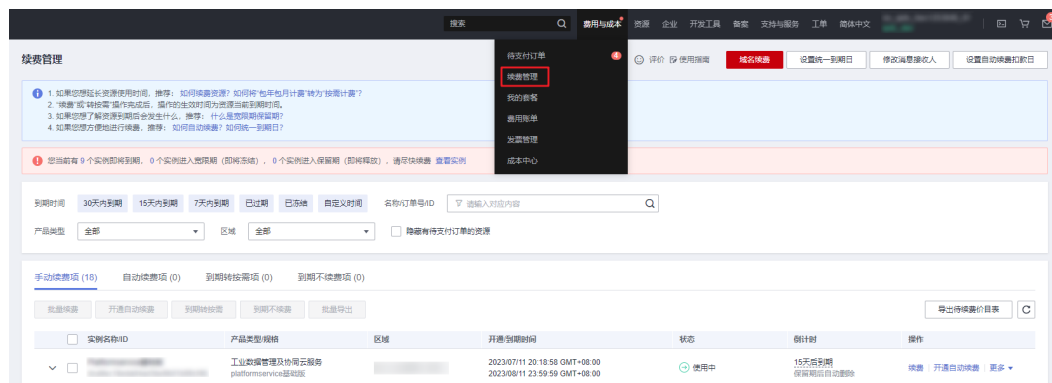 搜索 费用与成本 资源 企业 开发工具 备案 支持与服务 工单 简体中文
续费管理
待支付订单 4
续费管理
我的套餐
费用账单
发票管理
成本中心
评价 使用指南 域名续费 设置统一到期日 修改消息接收人 设置自动续费扣款日
1. 如果您想延长资源使用时间，推荐： 如何续费资源? 如何将“包年包月计费”转为“按需计费”?
2. “续费”或“转按需”操作完成后，操作的生效时间为资源当前到期时间。
3. 如果您想了解资源到期后会发生什么，推荐： 什么是宽限期保留期?
4. 如果您想方便地进行续费，推荐： 如何自动续费? 如何统一到期日?
您当前有 9 个实例即将到期， 0 个实例进入宽限期（即将冻结）， 0 个实例进入保留期（即将释放），请尽快续费 查看实例
到期时间 30天内到期 15天内到期 7天内到期 已过期 已冻结 自定义时间 名称/订单号/ID 请输入对应内容
产品类型 全部 区域 全部 隐藏有待支付订单的资源
手动续费项 (18) 自动续费项 (0) 到期转按需项 (0) 到期不续费项 (0)
批量续费 开通自动续费 到期转按需 到期不续费 批量导出 导出待续费价目表
实例名称/ID 产品类型/规格 区域 开通/到期时间 状态 倒计时 操作
工业数据管理及协同云服务 2023/07/11 20:18:58 GMT+08:00 使用中 15天后到期 续费 开通自动续费 更多
platformservice基础版 2023/08/11 23:59:59 GMT+08:00 保留期后自动删除